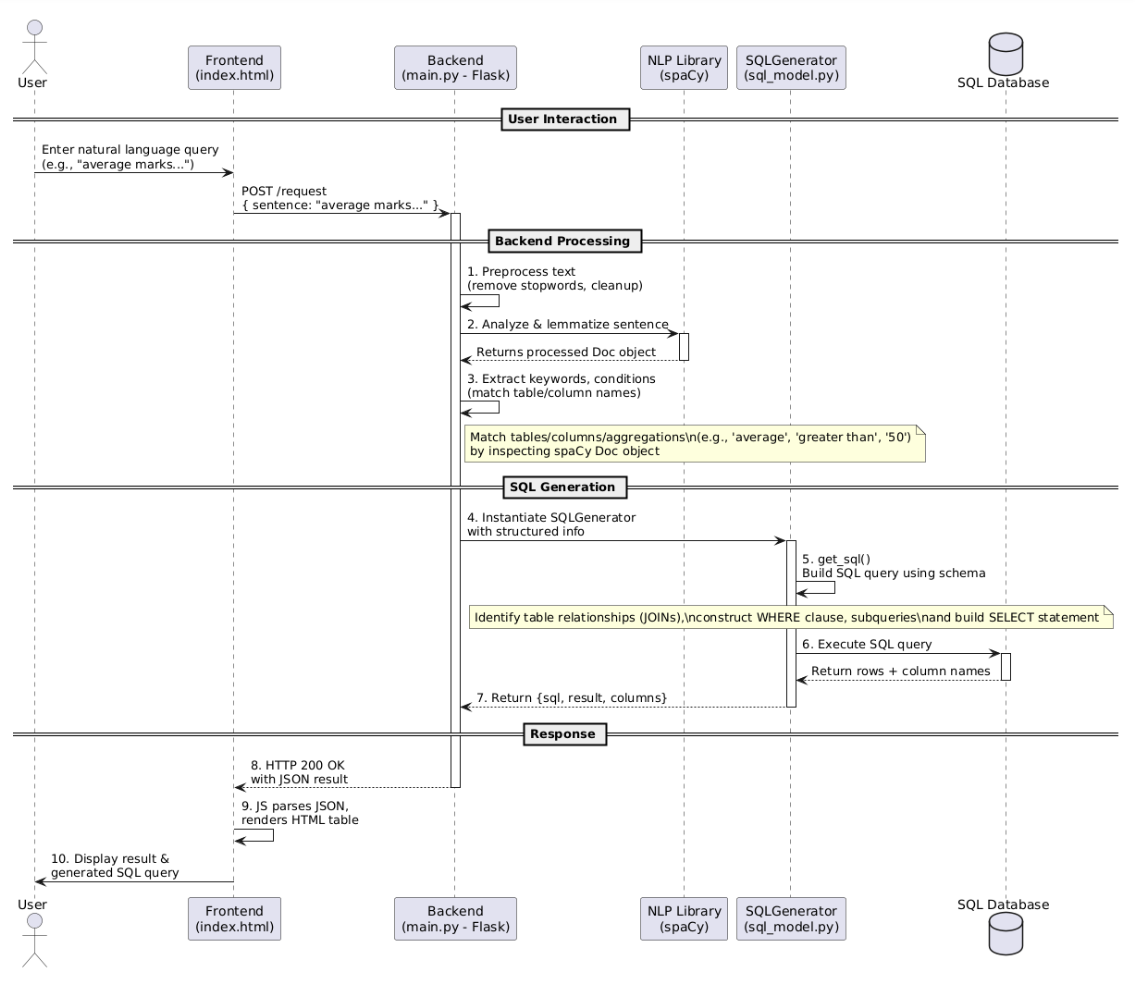 User
Frontend
(index.html)
Backend
(main.py - Flask)
NLP Library
(spaCy)
SQLGenerator
(sql_model.py)
SQL Database
User Interaction
Enter natural language query
(e.g., "average marks...")
POST /request
{ sentence: "average marks..." }
Backend Processing
1. Preprocess text
(remove stopwords, cleanup)
2. Analyze & lemmatize sentence
Returns processed Doc object
3. Extract keywords, conditions
(match table/column names)
Match tables/columns/aggregations\n(e.g., 'average', 'greater than', '50')
by inspecting spaCy Doc object
SQL Generation
4. Instantiate SQLGenerator
with structured info
5. get_sql()
Build SQL query using schema
Identify table relationships (JOINs),\nconstruct WHERE clause, subqueries\nand build SELECT statement
6. Execute SQL query
Return rows + column names
7. Return {sql, result, columns}
Response
8. HTTP 200 OK
with JSON result
9. JS parses JSON,
renders HTML table
10. Display result &
generated SQL query
User
Frontend
(index.html)
Backend
(main.py - Flask)
NLP Library
(spaCy)
SQLGenerator
(sql_model.py)
SQL Database